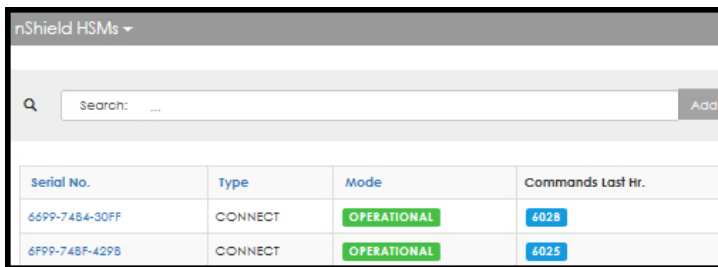 nShield HSMs
Search: ...
Add
Serial No. Type Mode Commands Last Hr.
6699-74B4-30FF CONNECT OPERATIONAL 6028
6F99-74BF-429B CONNECT OPERATIONAL 6025